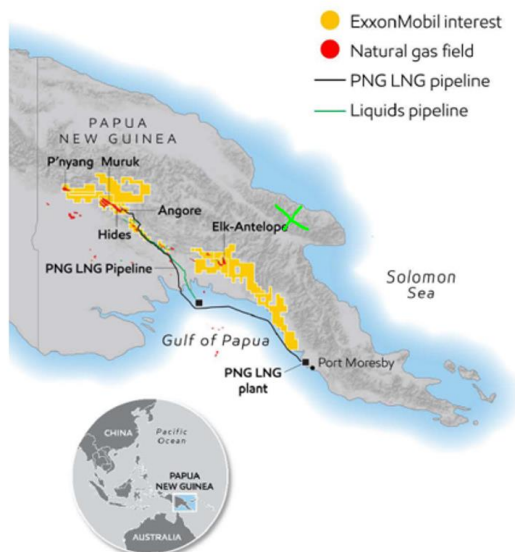 ExxonMobil interest
Natural gas field
PNG LNG pipeline
Liquids pipeline
PAPUA
NEW GUINEA
P'nyang Muruk
Angore
Hides
Elk-Antelope
PNG LNG Pipeline
Solomon
Sea
Gulf of Papua
PNG LNG
plant
Port Moresby
CHINA
Pacific
Ocean
PAPUA
NEW GUINEA
AUSTRALIA